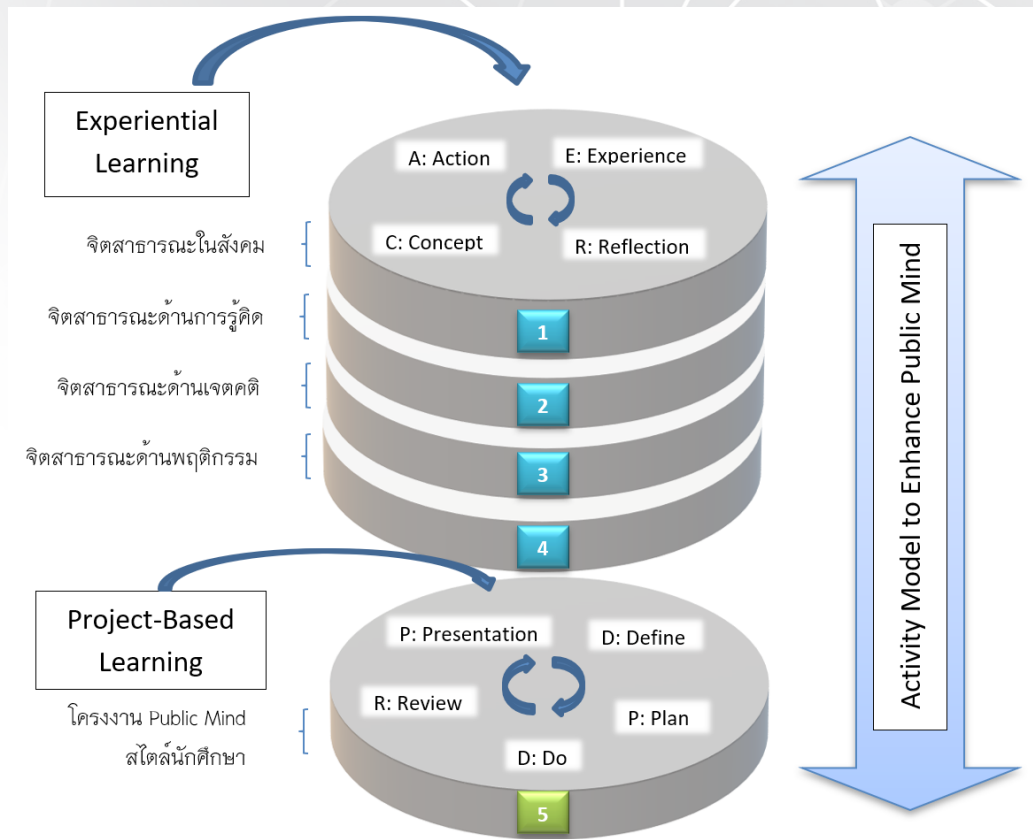 Experiential
Learning
A: Action
E: Experience
C: Concept
R: Reflection
จิตสาธารณะในสังคม
จิตสาธารณะด้านการรู้คิด
จิตสาธารณะด้านเจตคติ
จิตสาธารณะด้านพฤติกรรม
1
2
3
4
Project-Based
Learning
P: Presentation
D: Define
R: Review
P: Plan
D: Do
โครงงาน Public Mind
สไตล์นักศึกษา
5
Activity Model to Enhance Public Mind